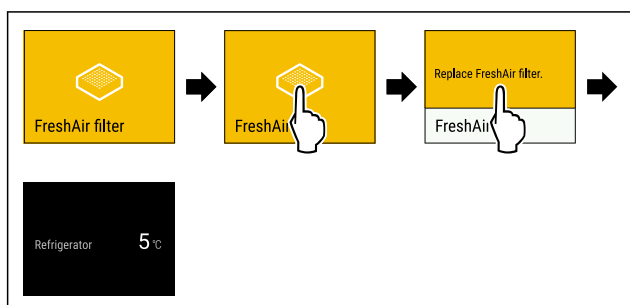 FreshAir filter
FreshAi
Replace FreshAir filter.
FreshAi
Refrigerator 5 °C